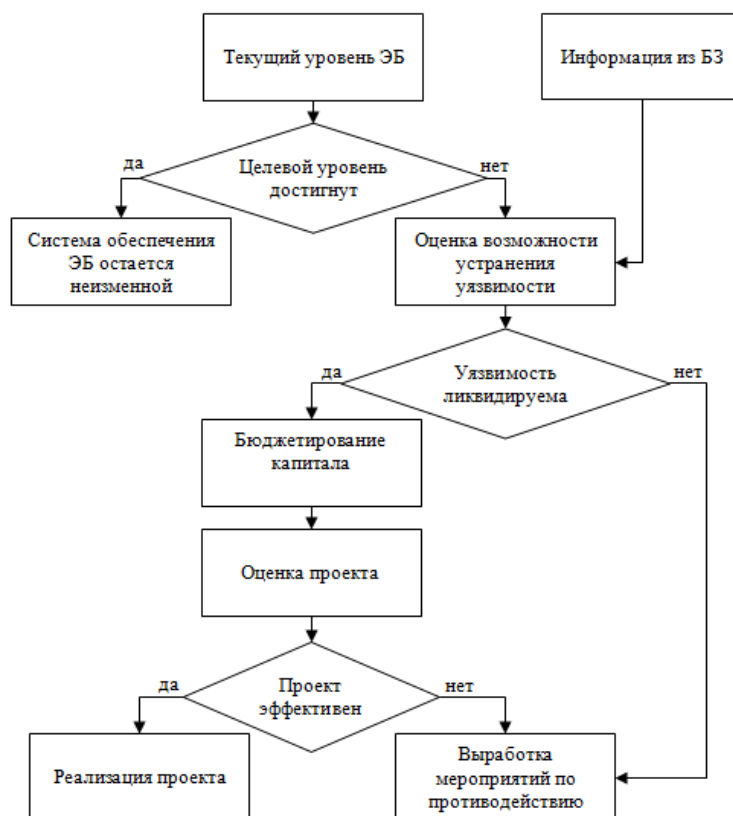 Текущий уровень ЭБ
Информация из БЗ
да
Целевой уровень
достигнут
нет
Система обеспечения
ЭБ остается
неизменной
Оценка возможности
устранения
уязвимости
да
Уязвимость
ликвидируема
нет
Бюджетирование
капитала
Оценка проекта
да
Проект
эффективен
нет
Реализация проекта
Выработка
мероприятий по
противодействию